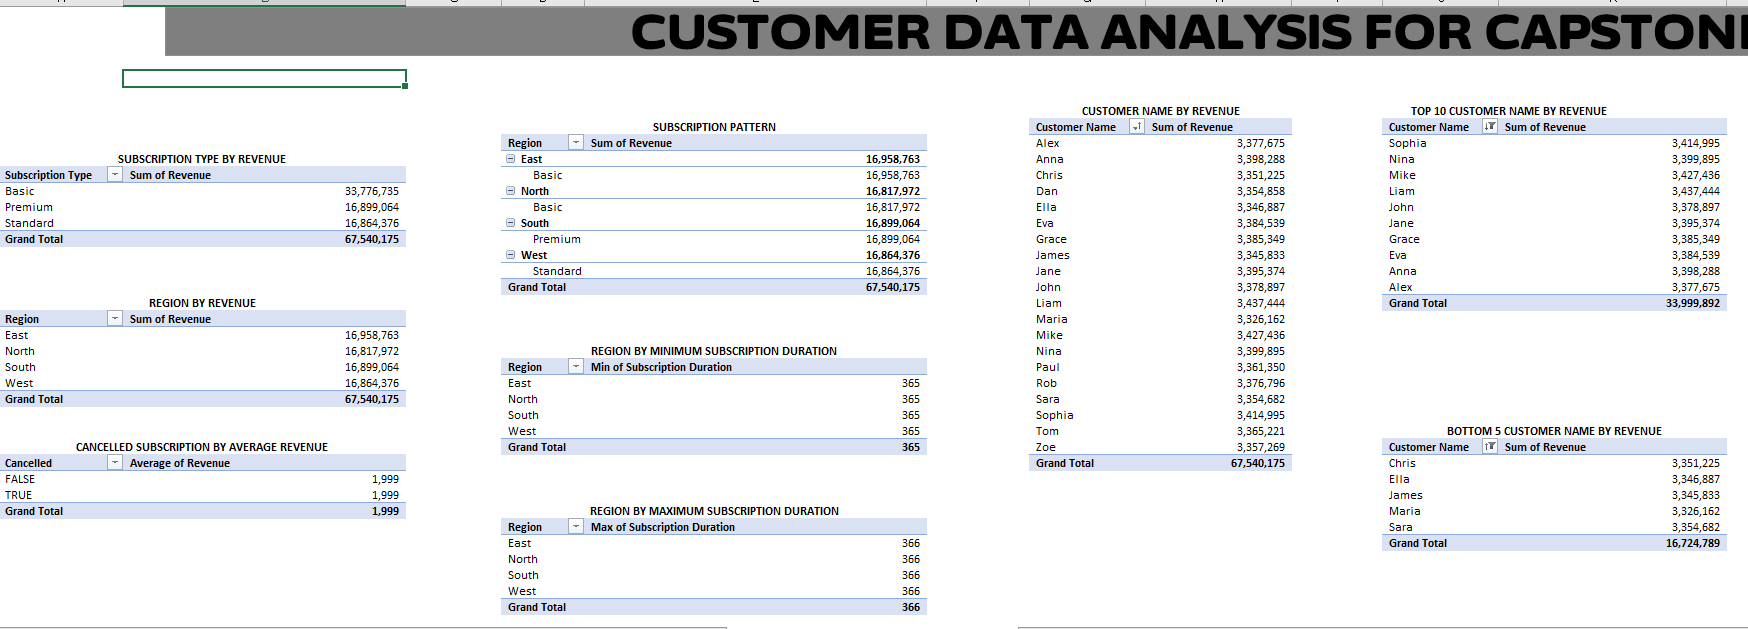 CUSTOMER DATA ANALYSIS FOR CAPSTON
SUBSCRIPTION TYPE BY REVENUE
Subscription Type Sum of Revenue
Basic 33,776,735
Premium 16,899,064
Standard 16,864,376
Grand Total 67,540,175
REGION BY REVENUE
Region Sum of Revenue
East 16,958,763
North 16,817,972
South 16,899,064
West 16,864,376
Grand Total 67,540,175
CANCELLED SUBSCRIPTION BY AVERAGE REVENUE
Cancelled Average of Revenue
FALSE 1,999
TRUE 1,999
Grand Total 1,999
SUBSCRIPTION PATTERN
Region Sum of Revenue
East 16,958,763
Basic 16,958,763
North 16,817,972
Basic 16,817,972
South 16,899,064
Premium 16,899,064
West 16,864,376
Standard 16,864,376
Grand Total 67,540,175
REGION BY MINIMUM SUBSCRIPTION DURATION
Region Min of Subscription Duration
East 365
North 365
South 365
West 365
Grand Total 365
REGION BY MAXIMUM SUBSCRIPTION DURATION
Region Max of Subscription Duration
East 366
North 366
South 366
West 366
Grand Total 366
CUSTOMER NAME BY REVENUE
Customer Name Sum of Revenue
Alex 3,377,675
Anna 3,398,288
Chris 3,351,225
Dan 3,354,858
Ella 3,346,887
Eva 3,384,539
Grace 3,385,349
James 3,345,833
Jane 3,395,374
John 3,378,897
Liam 3,437,444
Maria 3,326,162
Mike 3,427,436
Nina 3,399,895
Paul 3,361,350
Rob 3,376,796
Sara 3,354,682
Sophia 3,414,995
Tom 3,365,221
Zoe 3,357,269
Grand Total 67,540,175
TOP 10 CUSTOMER NAME BY REVENUE
Customer Name Sum of Revenue
Sophia 3,414,995
Nina 3,399,895
Mike 3,427,436
Liam 3,437,444
John 3,378,897
Jane 3,395,374
Grace 3,385,349
Eva 3,384,539
Anna 3,398,288
Alex 3,377,675
Grand Total 33,999,892
BOTTOM 5 CUSTOMER NAME BY REVENUE
Customer Name Sum of Revenue
Chris 3,351,225
Ella 3,346,887
James 3,345,833
Maria 3,326,162
Sara 3,354,682
Grand Total 16,724,789